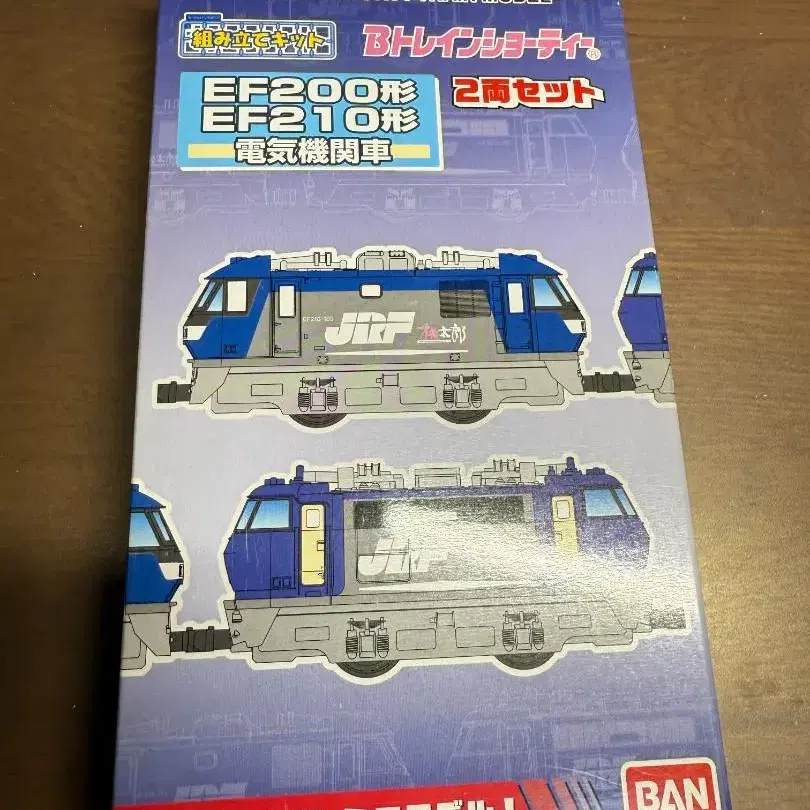 組み立てキット
Bトレインショーティー®
EF200形
EF210形
電気機関車
2両セット
EF210-100
JRF 桃太郎
JRF
BAN